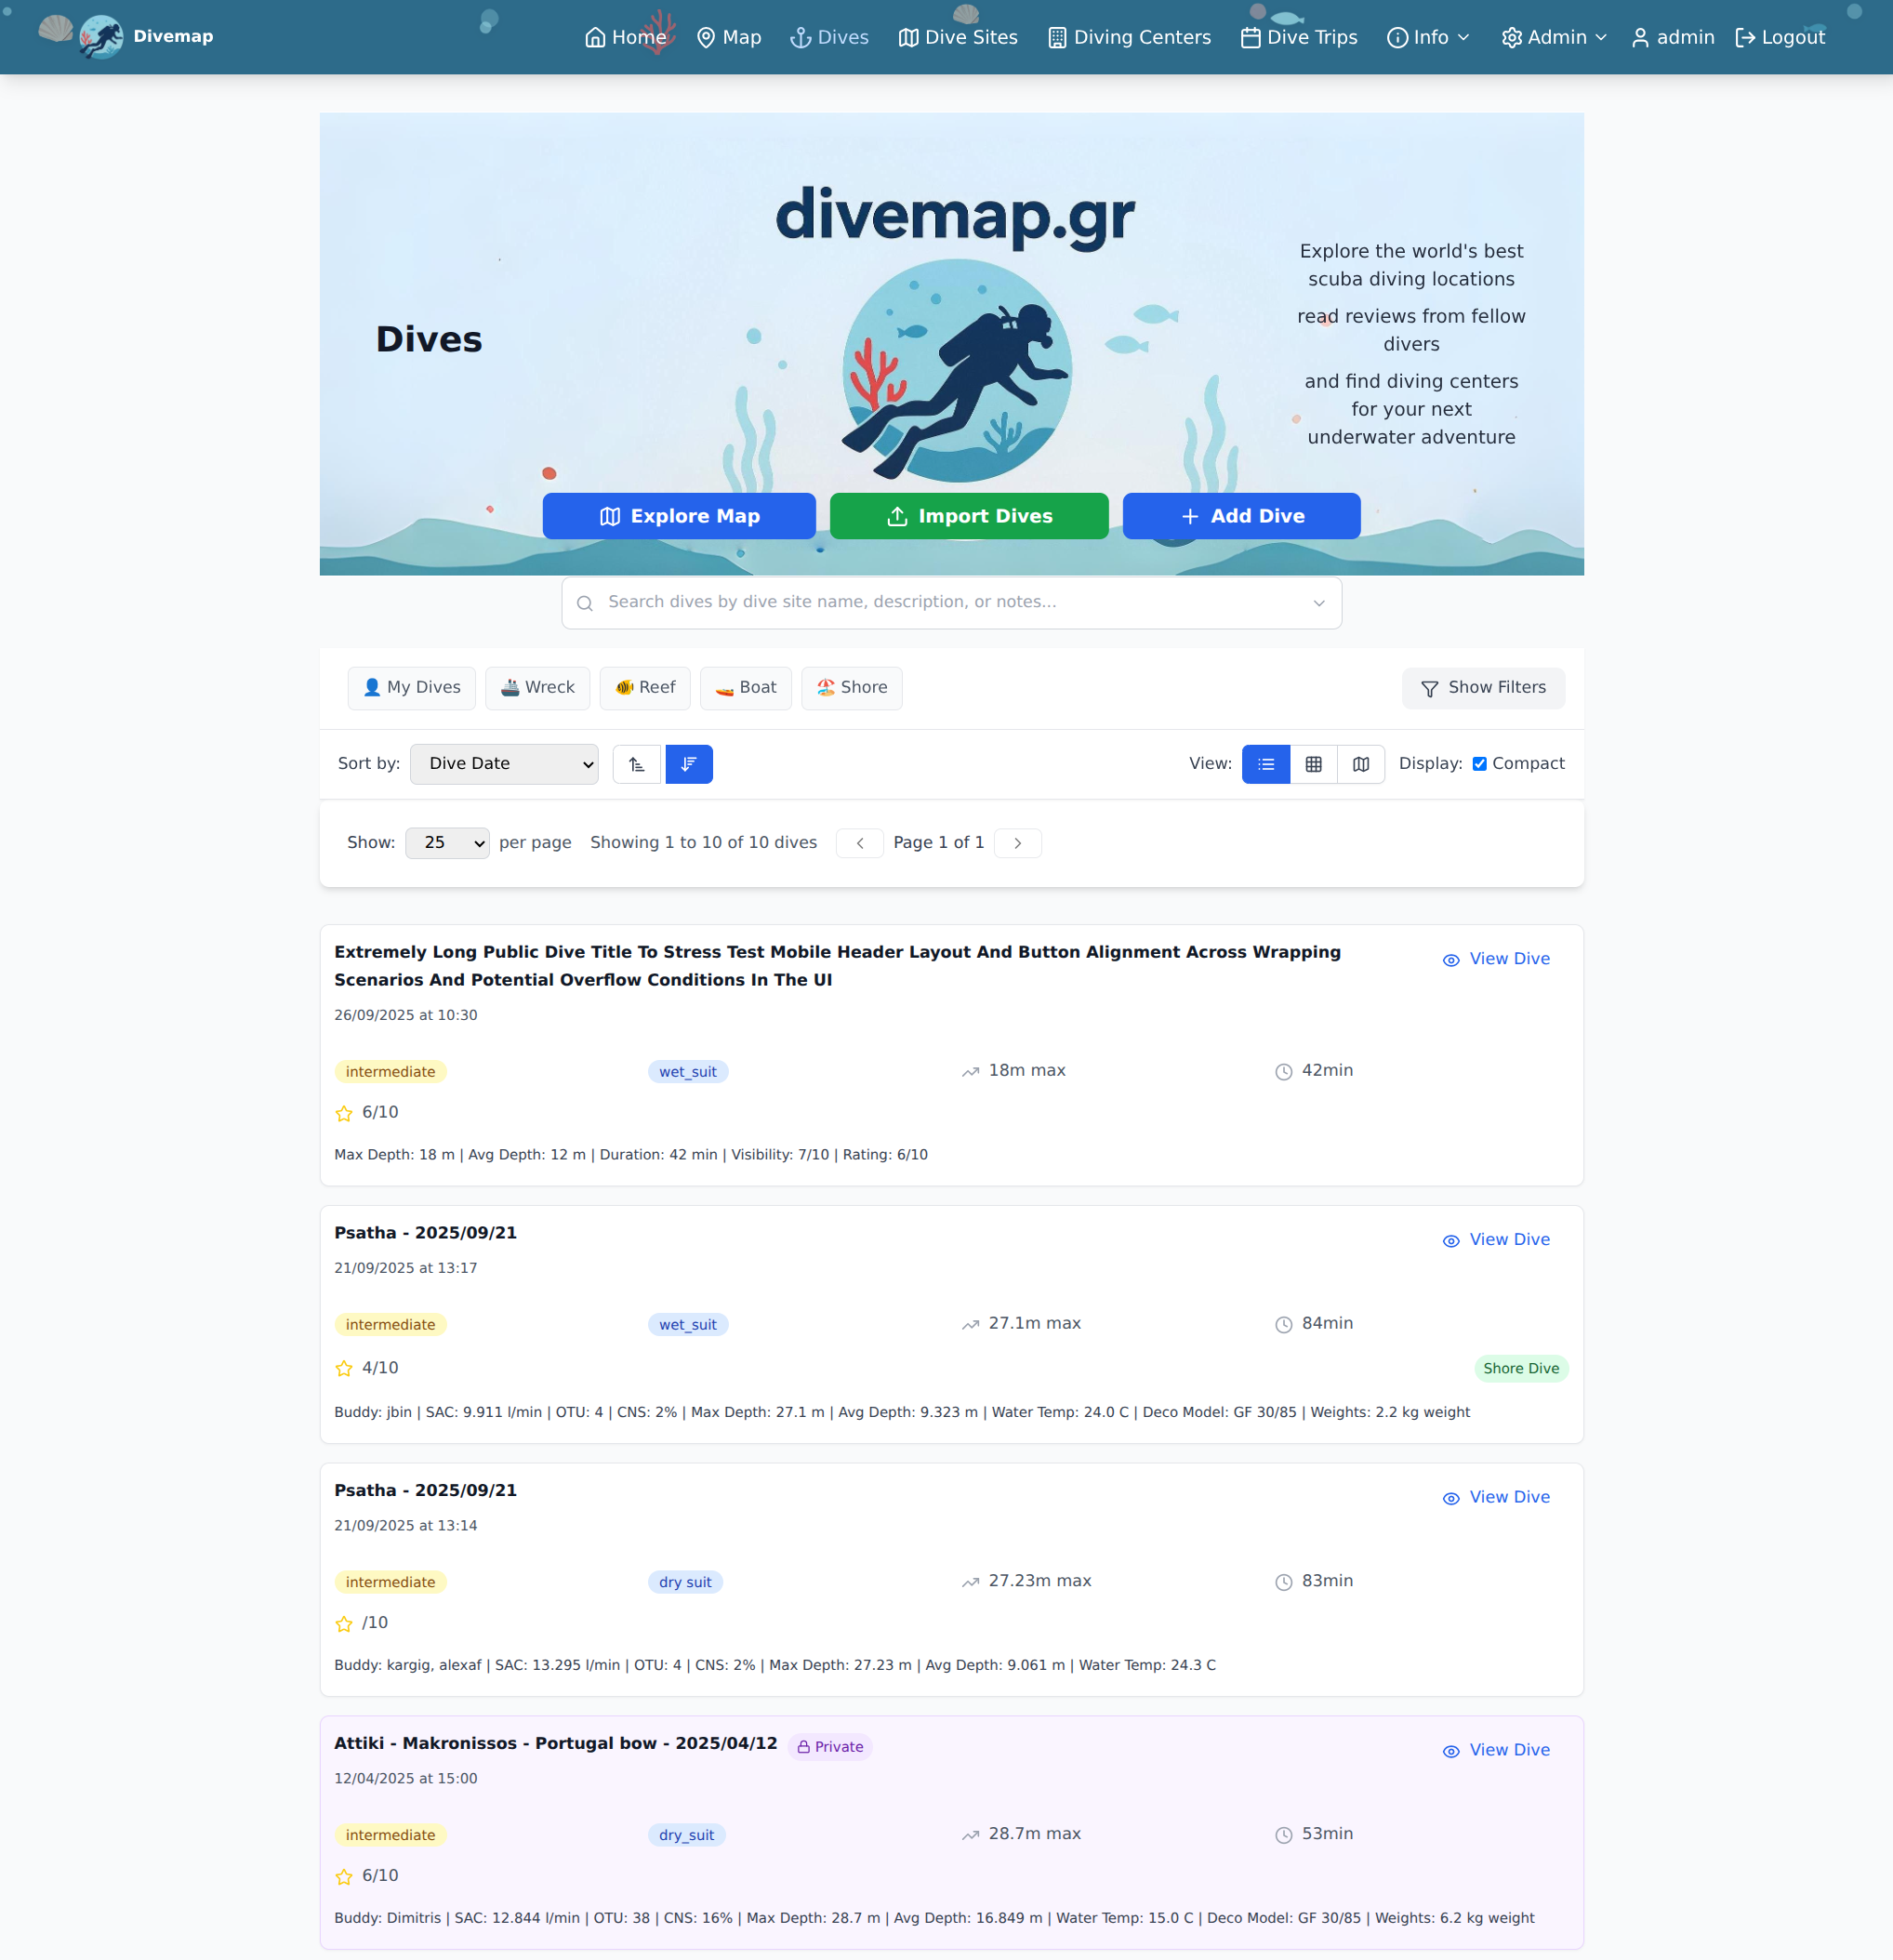 Divemap
Home Map Dives Dive Sites Diving Centers Dive Trips Info Admin admin Logout
divemap.gr
Dives
Explore the world's best
scuba diving locations
read reviews from fellow
divers
and find diving centers
for your next
underwater adventure
Explore Map Import Dives Add Dive
Search dives by dive site name, description, or notes...
My Dives Wreck Reef Boat Shore Show Filters
Sort by: Dive Date View: Display: Compact
Show: 25 per page Showing 1 to 10 of 10 dives Page 1 of 1
Extremely Long Public Dive Title To Stress Test Mobile Header Layout And Button Alignment Across Wrapping
Scenarios And Potential Overflow Conditions In The UI
View Dive
26/09/2025 at 10:30
intermediate wet_suit 18m max 42min
6/10
Max Depth: 18 m | Avg Depth: 12 m | Duration: 42 min | Visibility: 7/10 | Rating: 6/10
Psatha - 2025/09/21 View Dive
21/09/2025 at 13:17
intermediate wet_suit 27.1m max 84min
4/10 Shore Dive
Buddy: jbin | SAC: 9.911 l/min | OTU: 4 | CNS: 2% | Max Depth: 27.1 m | Avg Depth: 9.323 m | Water Temp: 24.0 C | Deco Model: GF 30/85 | Weights: 2.2 kg weight
Psatha - 2025/09/21 View Dive
21/09/2025 at 13:14
intermediate dry suit 27.23m max 83min
/10
Buddy: kargig, alexaf | SAC: 13.295 l/min | OTU: 4 | CNS: 2% | Max Depth: 27.23 m | Avg Depth: 9.061 m | Water Temp: 24.3 C
Attiki - Makronissos - Portugal bow - 2025/04/12 Private View Dive
12/04/2025 at 15:00
intermediate dry_suit 28.7m max 53min
6/10
Buddy: Dimitris | SAC: 12.844 l/min | OTU: 38 | CNS: 16% | Max Depth: 28.7 m | Avg Depth: 16.849 m | Water Temp: 15.0 C | Deco Model: GF 30/85 | Weights: 6.2 kg weight